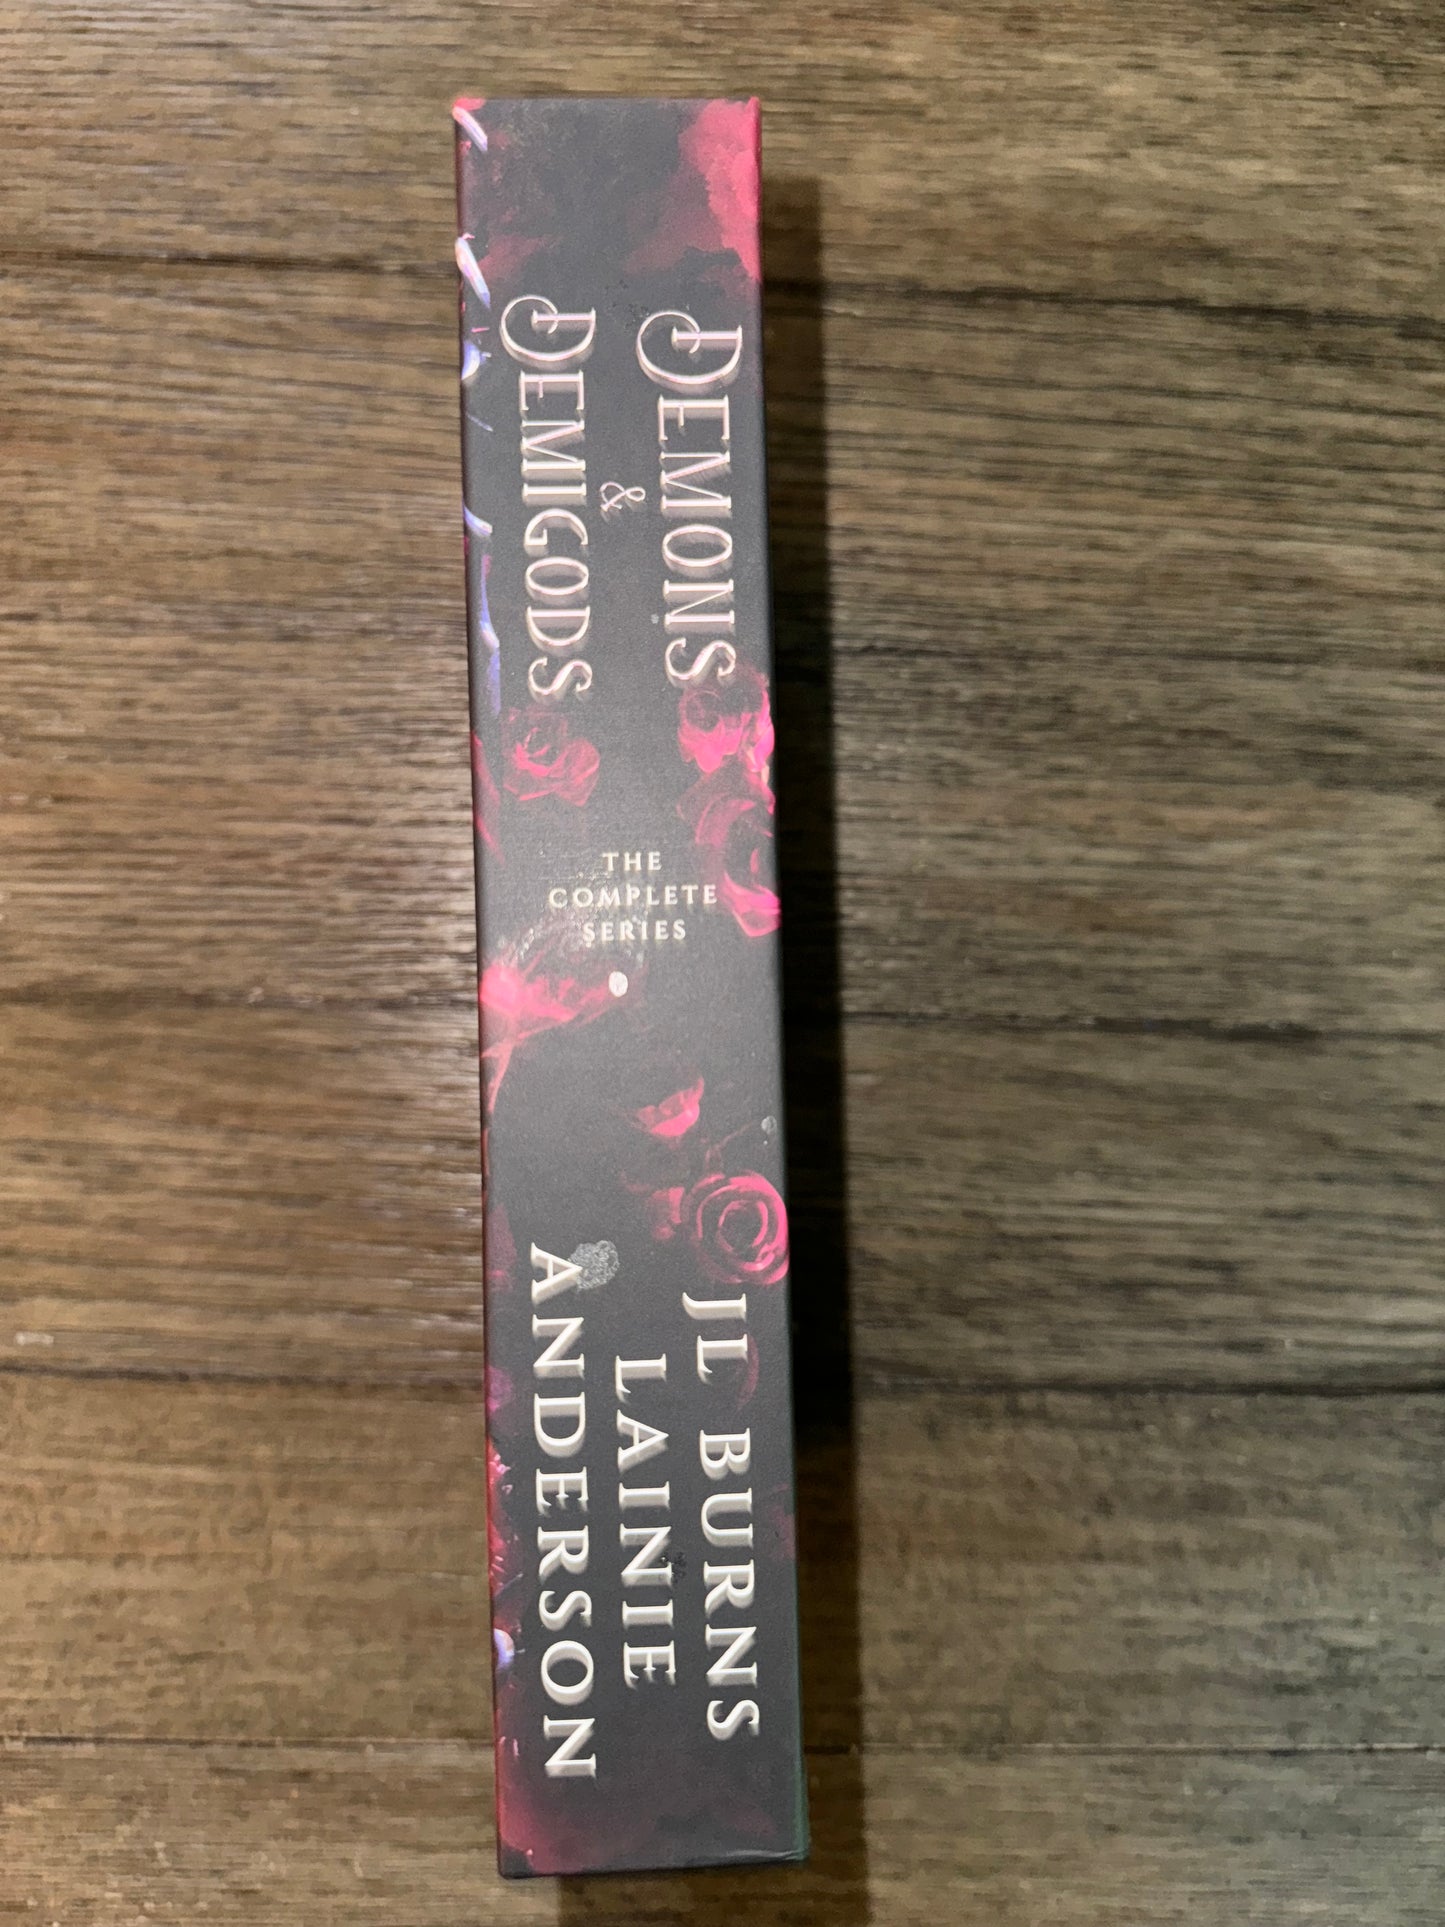 DEMONS
&
DEMIGODS
THE
COMPLETE
SERIES
JL BURNS
LAINIE
ANDERSON